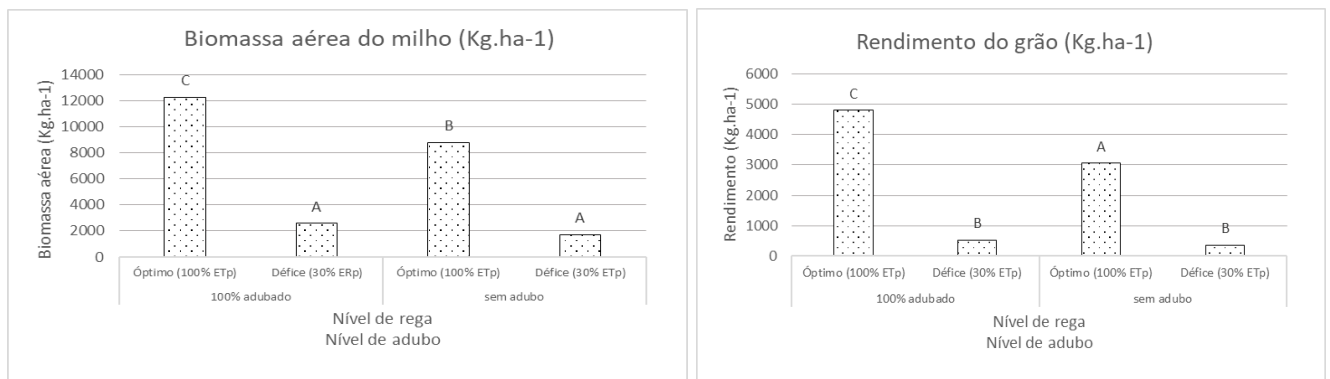 Biomassa aérea do milho (Kg.ha-1)
Biomassa aérea (Kg.ha-1)
14000
12000
10000
8000
6000
4000
2000
0
C
A
B
A
Óptimo (100% ETp)
Défice (30% ERp)
Óptimo (100% ETp)
Défice (30% ETp)
100% adubado
sem adubo
Nível de rega
Nível de adubo
Rendimento do grão (Kg.ha-1)
Rendimento (Kg.ha-1)
6000
5000
4000
3000
2000
1000
0
C
B
A
B
Óptimo (100% ETp)
Défice (30% ETp)
Óptimo (100% ETp)
Défice (30% ETp)
100% adubado
sem adubo
Nível de rega
Nível de adubo